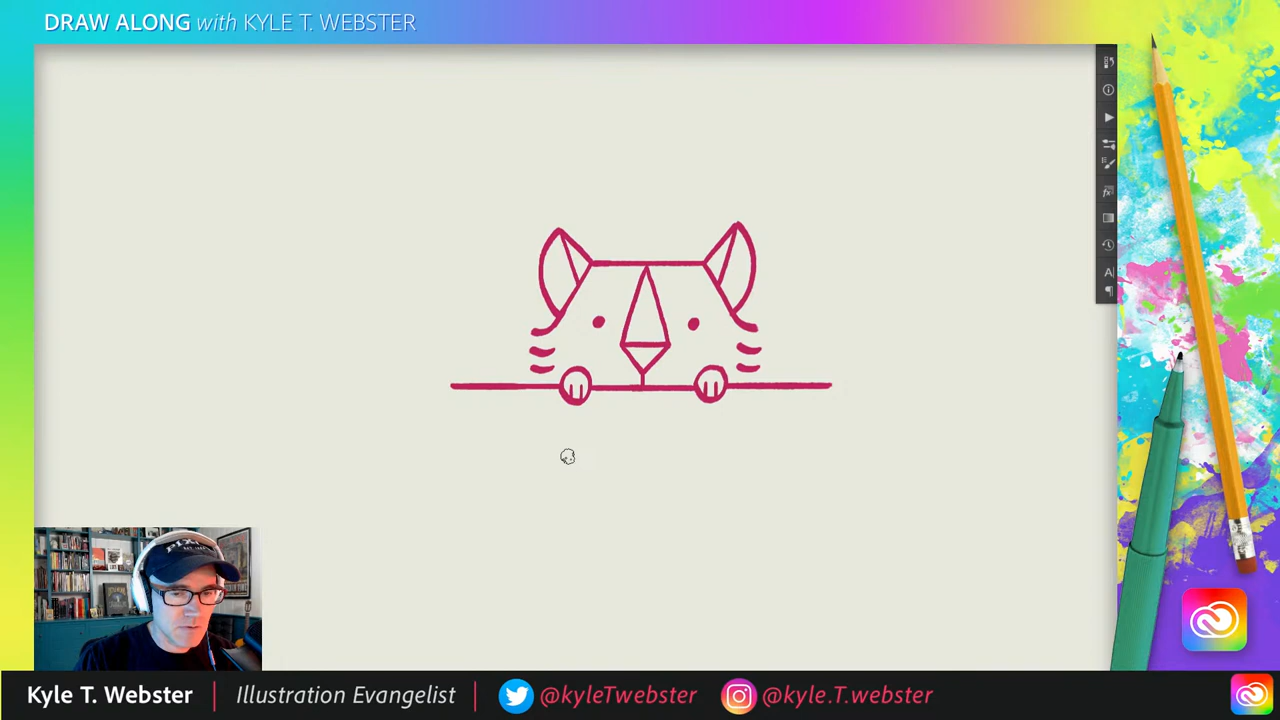 DRAW ALONG with KYLE T. WEBSTER
Kyle T. Webster | Illustration Evangelist | @kyleTwebster @kyle.T.webster